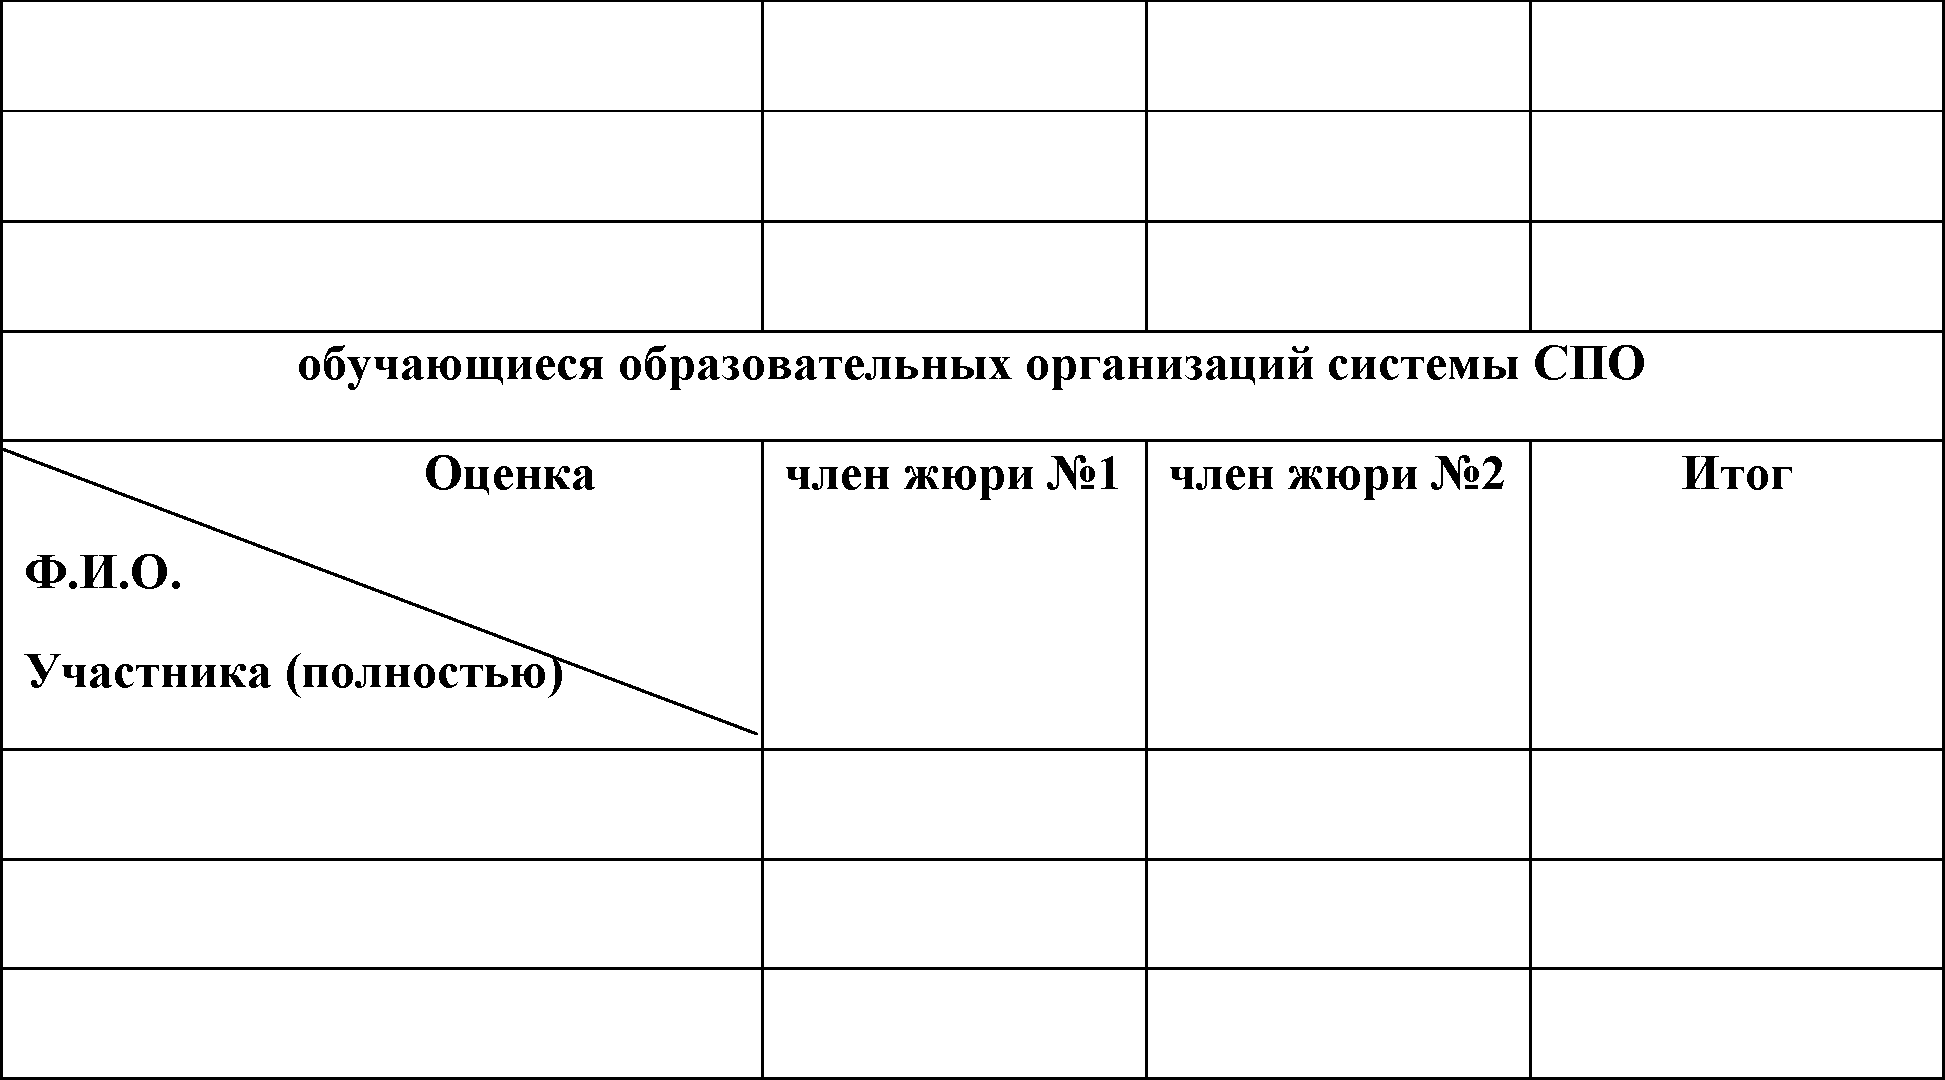 обучающиеся образовательных организаций системы СПО
Оценка
Ф.И.О.
Участника (полностью)
член жюри №1
член жюри №2
Итог